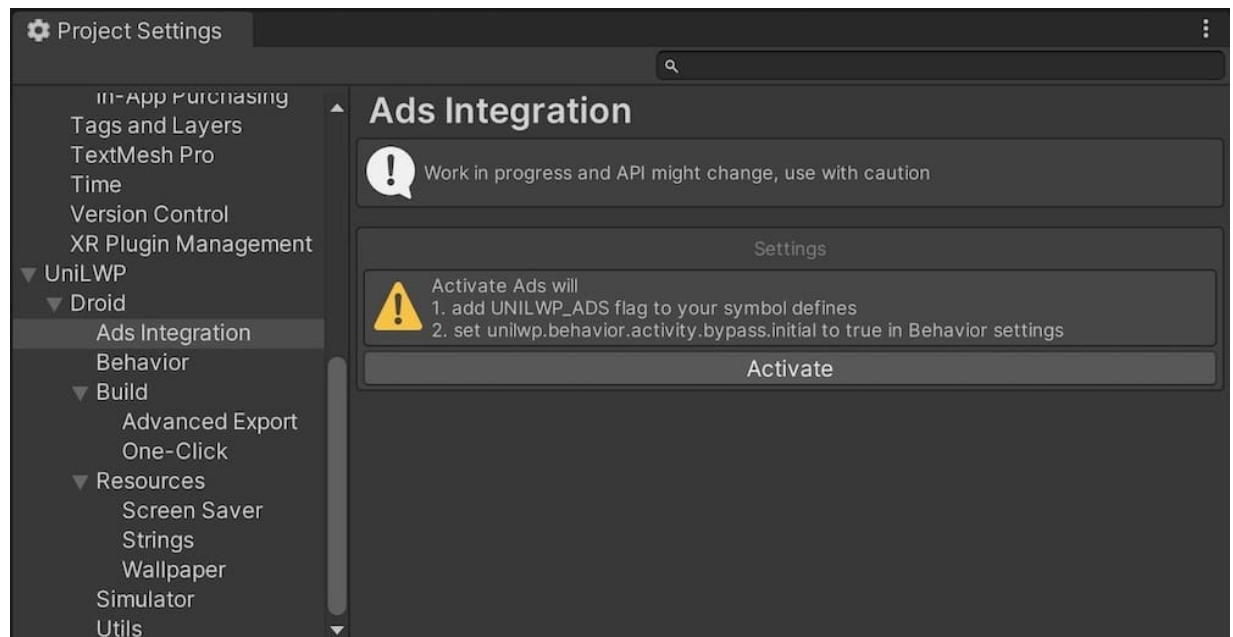 Project Settings
In-App Purchasing
Tags and Layers
TextMesh Pro
Time
Version Control
XR Plugin Management
UniLWP
Droid
Ads Integration
Behavior
Build
Advanced Export
One-Click
Resources
Screen Saver
Strings
Wallpaper
Simulator
Utils
Ads Integration
Work in progress and API might change, use with caution
Settings
Activate Ads will
1. add UNILWP_ADS flag to your symbol defines
2. set unilwp.behavior.activity.bypass.initial to true in Behavior settings
Activate